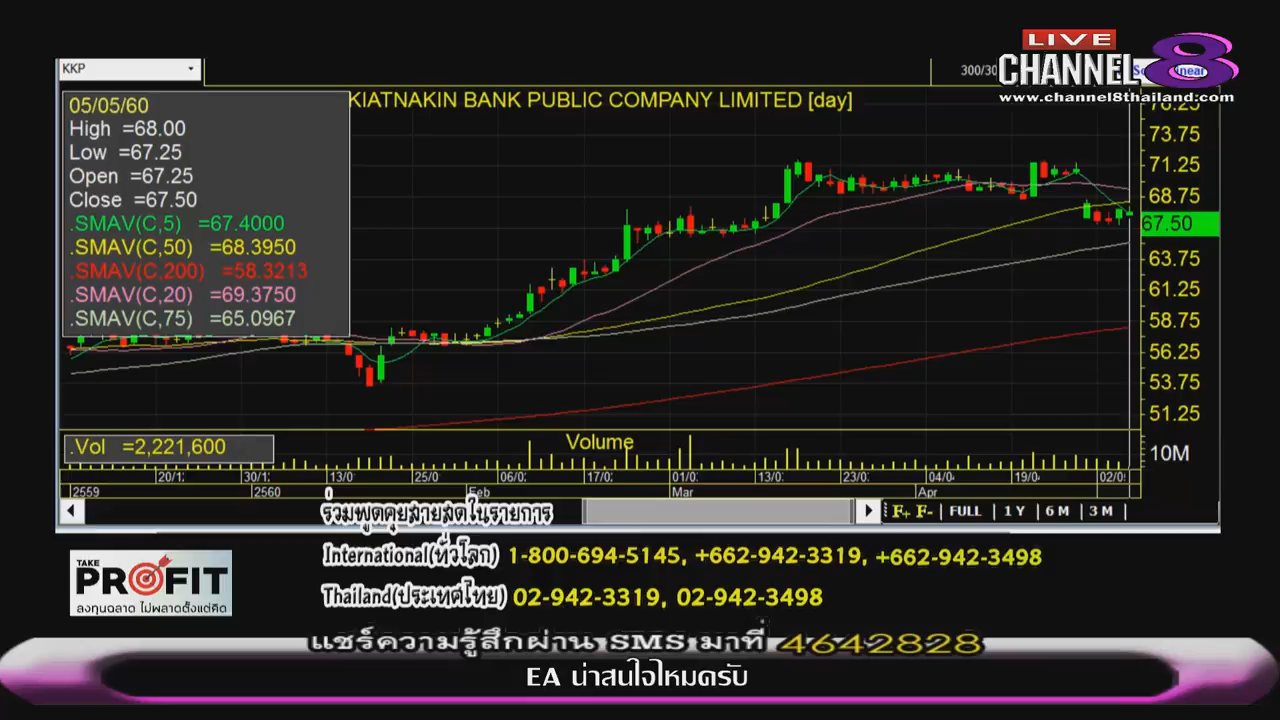 LIVE
CHANNEL 8
www.channel8thailand.com
KKP
300/30
KIATNAKIN BANK PUBLIC COMPANY LIMITED [day]
05/05/60
High =68.00
Low =67.25
Open =67.25
Close =67.50
.SMAV(C,5) =67.4000
.SMAV(C,50) =68.3950
.SMAV(C,200) =58.3213
.SMAV(C,20) =69.3750
.SMAV(C,75) =65.0967
76.25
73.75
71.25
68.75
67.50
63.75
61.25
58.75
56.25
53.75
51.25
.Vol =2,221,600
Volume
10M
20/1 30/1 13/0 25/0 06/0 17/0 01/0 13/0 23/0 04/0 19/0 02/0
2559 2560 Feb Mar Apr
F+ F- FULL 1 Y 6 M 3 M
ร่วมพูดคุยสายสดในรายการ
International(ทั่วโลก) 1-800-694-5145, +662-942-3319, +662-942-3498
Thailand(ประเทศไทย) 02-942-3319, 02-942-3498
TAKE
PROFIT
ลงทุนฉลาด ไม่พลาดตั้งแต่คิด
แชร์ความรู้สึกผ่าน SMS มาที่ 4642828
EA น่าสนใจไหมครับ